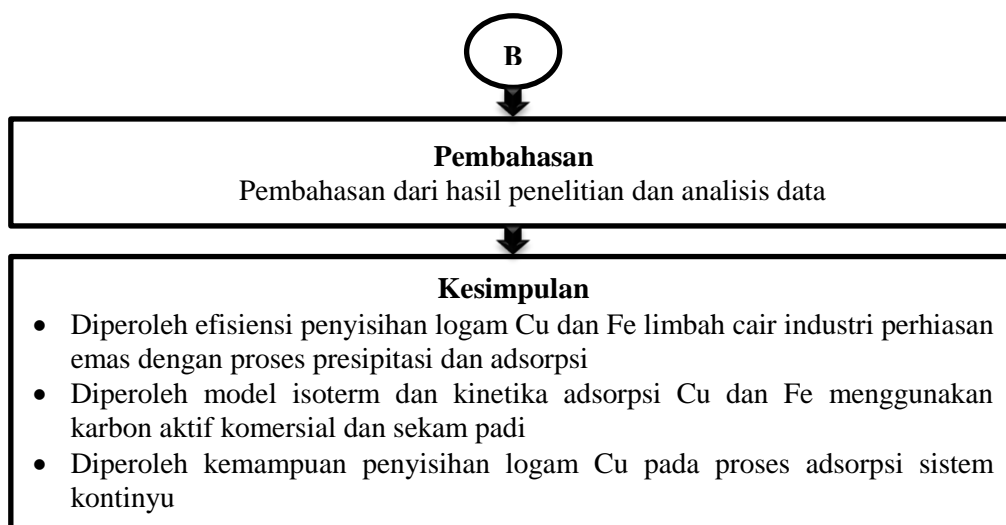 B
Pembahasan
Pembahasan dari hasil penelitian dan analisis data
Kesimpulan
• Diperoleh efisiensi penyisihan logam Cu dan Fe limbah cair industri perhiasan
emas dengan proses presipitasi dan adsorpsi
• Diperoleh model isoterm dan kinetika adsorpsi Cu dan Fe menggunakan
karbon aktif komersial dan sekam padi
• Diperoleh kemampuan penyisihan logam Cu pada proses adsorpsi sistem
kontinyu